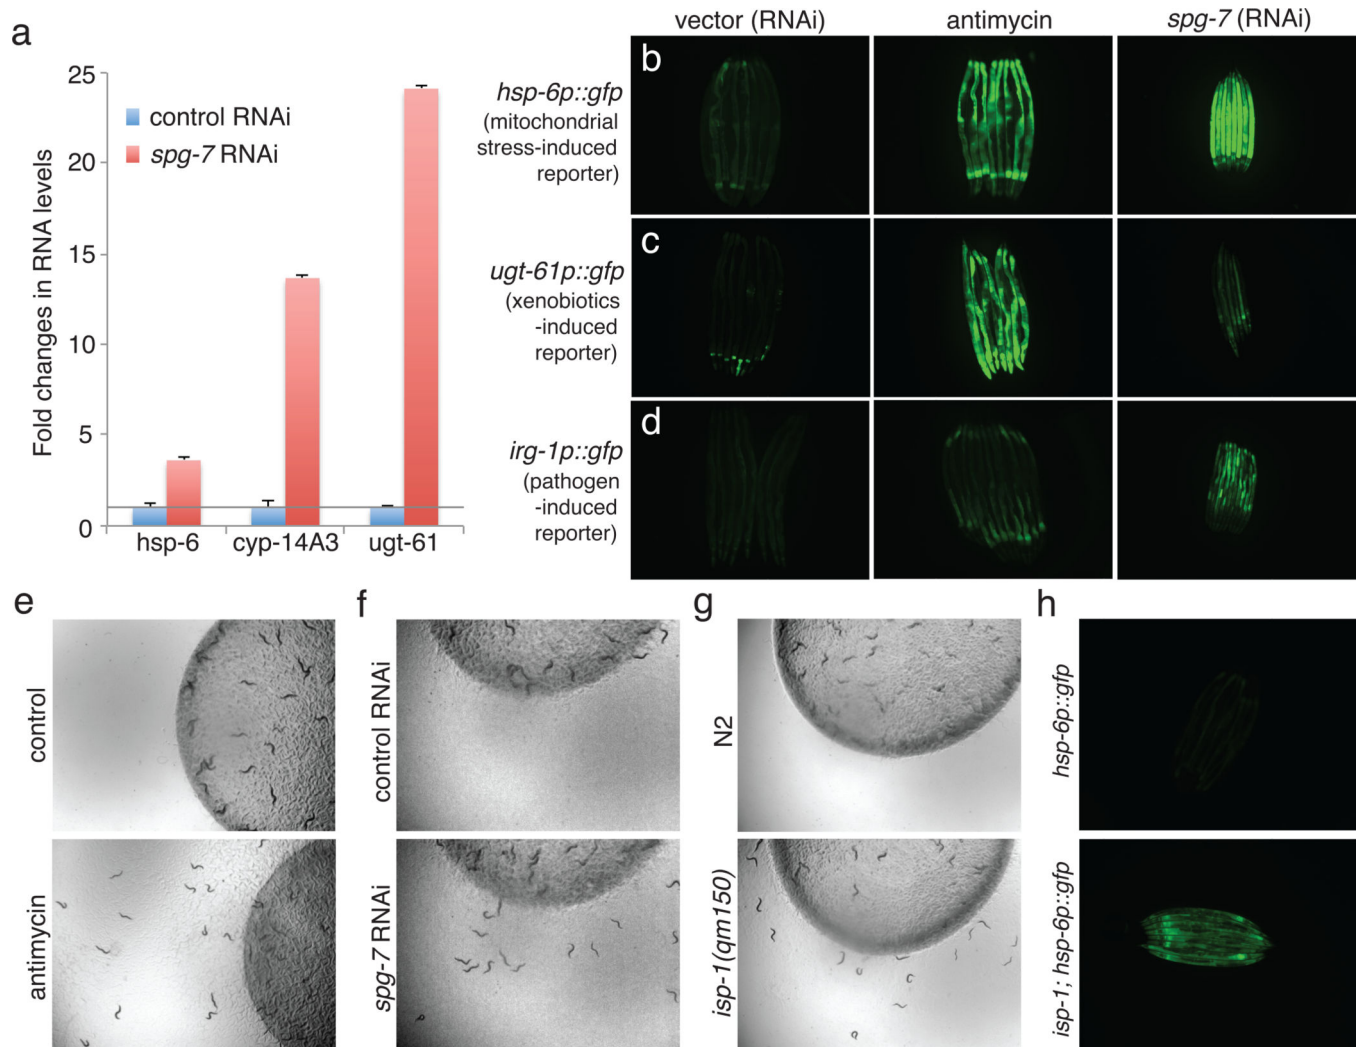 a
Fold changes in RNA levels
25
20
15
10
5
0
control RNAi
spg-7 RNAi
hsp-6 cyp-14A3 ugt-61
vector (RNAi) antimycin spg-7 (RNAi)
b
hsp-6p::gfp
(mitochondrial
stress-induced
reporter)
c
ugt-61p::gfp
(xenobiotics
-induced
reporter)
d
irg-1p::gfp
(pathogen
-induced
reporter)
e
control
antimycin
f
control RNAi
spg-7 RNAi
g
N2
isp-1(qm150)
h
hsp-6p::gfp
isp-1; hsp-6p::gfp